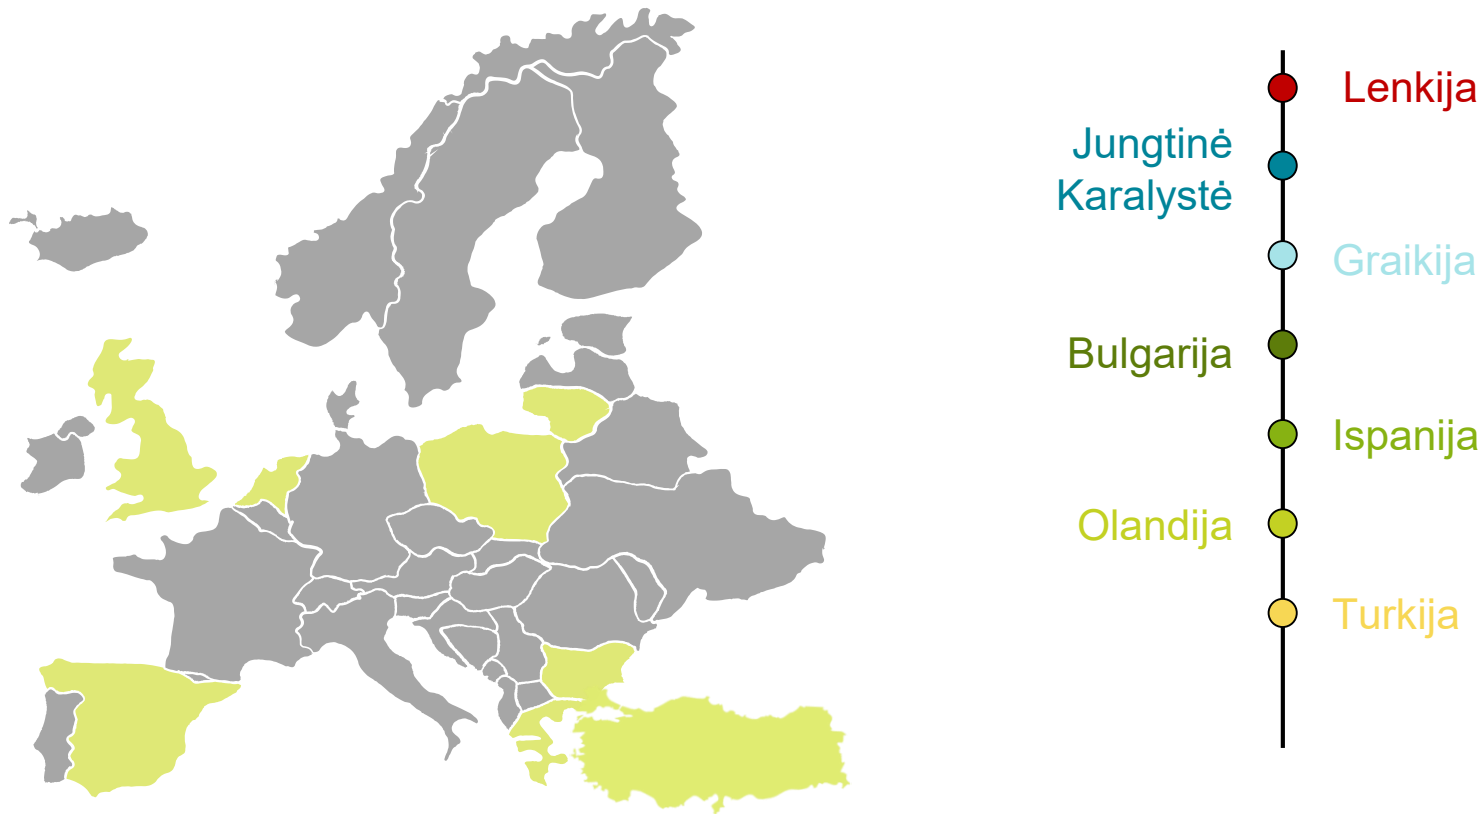 Lenkija
Jungtinė
Karalystė
Graikija
Bulgarija
Ispanija
Olandija
Turkija